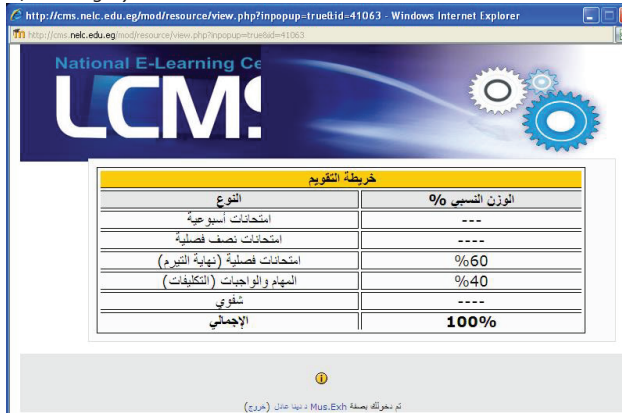 http://cms.nelc.edu.eg/mod/resource/view.php?inpopup=true&id=41063 - Windows Internet Explorer
http://cms.nelc.edu.eg/mod/resource/view.php?inpopup=true&id=41063
National E-Learning Ce
LCMS
خريطة التقويم
النوع الوزن النسبي %
امتحانات أسبوعية ---
امتحانات نصف فصلية ----
امتحانات فصلية (نهاية التيرم) %60
المهام والواجبات (التكليفات) %40
شفوي ----
الإجمالي 100%
تم دخولك بصفة Mus.Exh د دينا عادل (خروج)